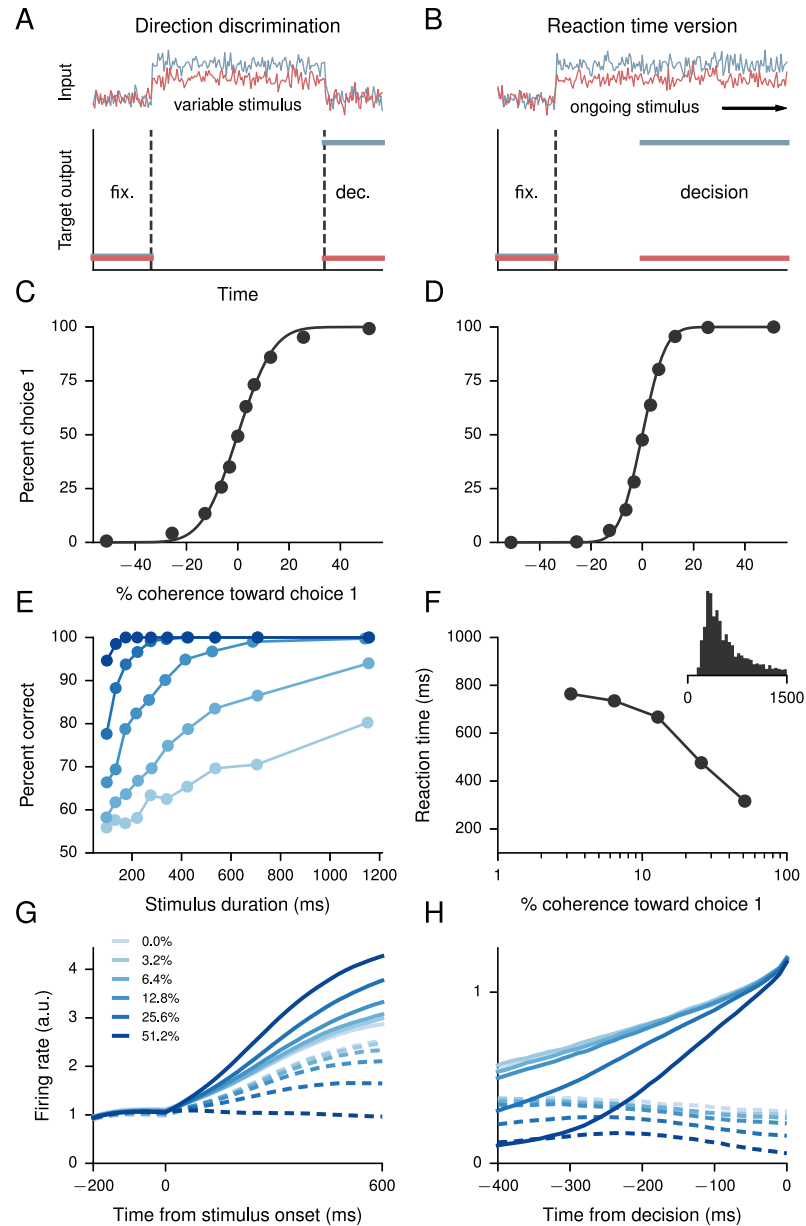 A
Direction discrimination
B
Reaction time version
Input
variable stimulus
ongoing stimulus
Target output
fix.
dec.
fix.
decision
Time
C
D
Percent choice 1
100
75
50
25
0
−40
−20
0
20
40
100
75
50
25
0
−40
−20
0
20
40
% coherence toward choice 1
E
F
Percent correct
100
90
80
70
60
50
200
400
600
800
1000
1200
Stimulus duration (ms)
Reaction time (ms)
1000
800
600
400
200
1
10
100
0
1500
% coherence toward choice 1
G
H
Firing rate (a.u.)
4
3
2
1
0
0.0%
3.2%
6.4%
12.8%
25.6%
51.2%
−200
0
600
Time from stimulus onset (ms)
1
0
−400
−300
−200
−100
0
Time from decision (ms)